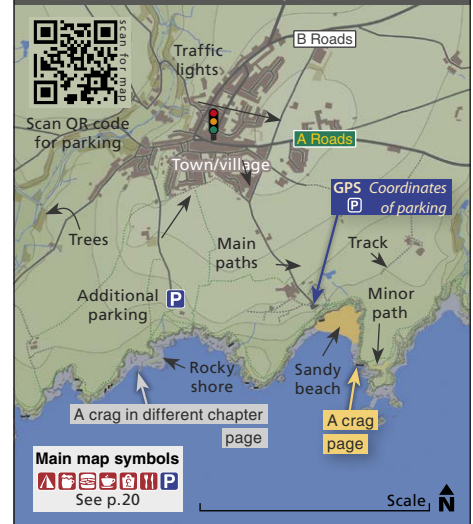 scan for map
Scan QR code
for parking
Traffic
lights
B Roads
A Roads
Town/village
GPS Coordinates
P of parking
Trees
Main
paths
Track
Additional P
parking
Minor
path
Rocky
shore
Sandy
beach
A crag in different chapter
page
A crag
page
Main map symbols
P
See p.20
Scale
N